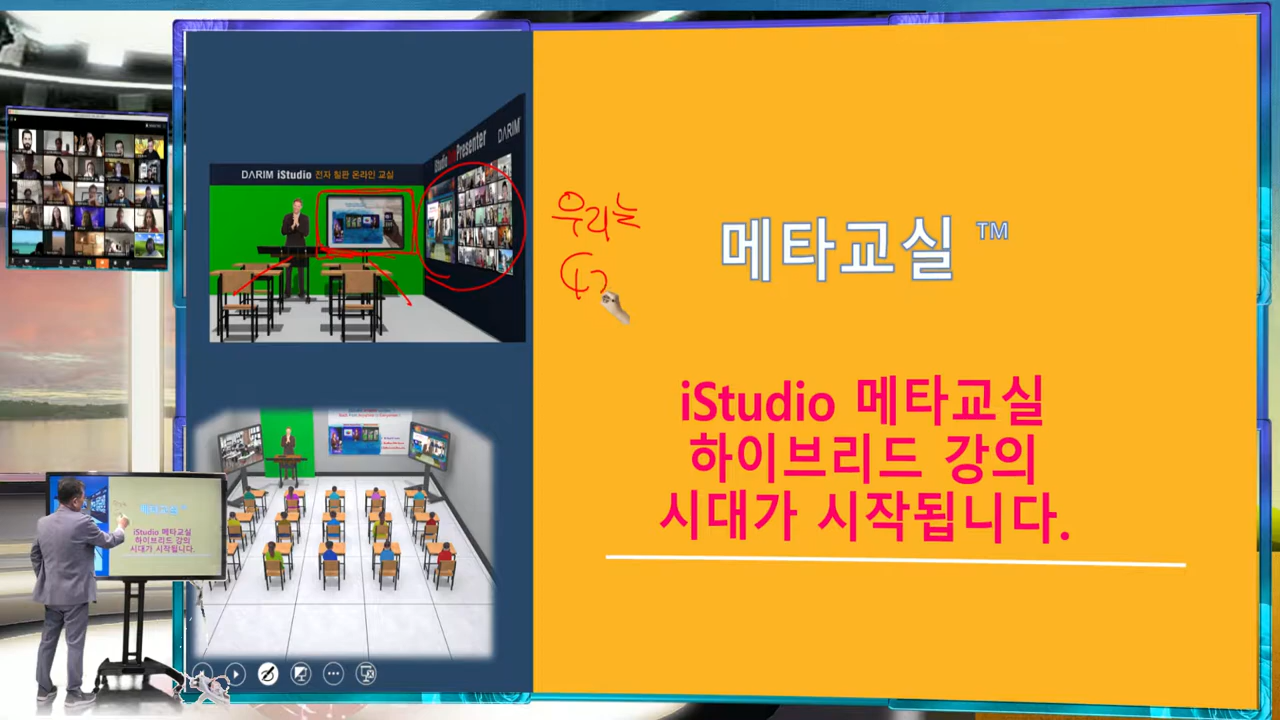 DARIM iStudio 전자 칠판 온라인 교실
iStudio Presenter DARIM
우리는
메타교실 TM
iStudio 메타교실
하이브리드 강의
시대가 시작됩니다.
메타교실
iStudio 메타교실
하이브리드 강의
시대가 시작됩니다.